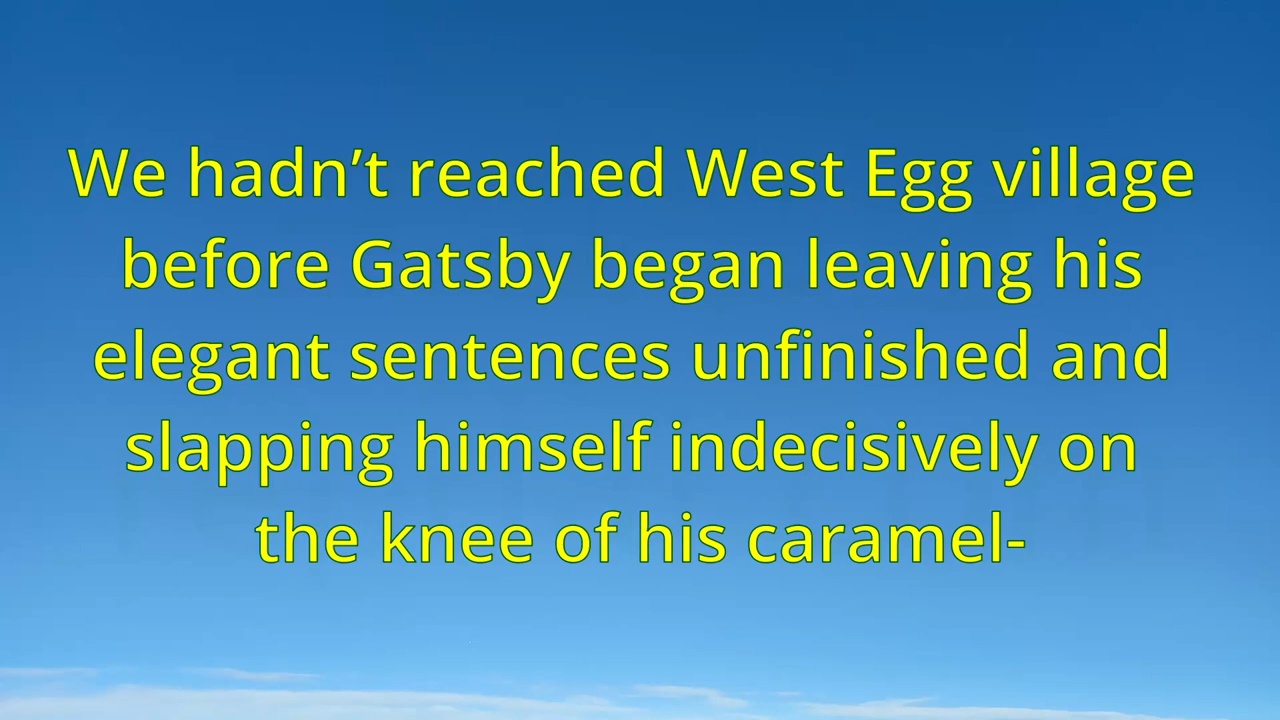 We hadn’t reached West Egg village
before Gatsby began leaving his
elegant sentences unfinished and
slapping himself indecisively on
the knee of his caramel-